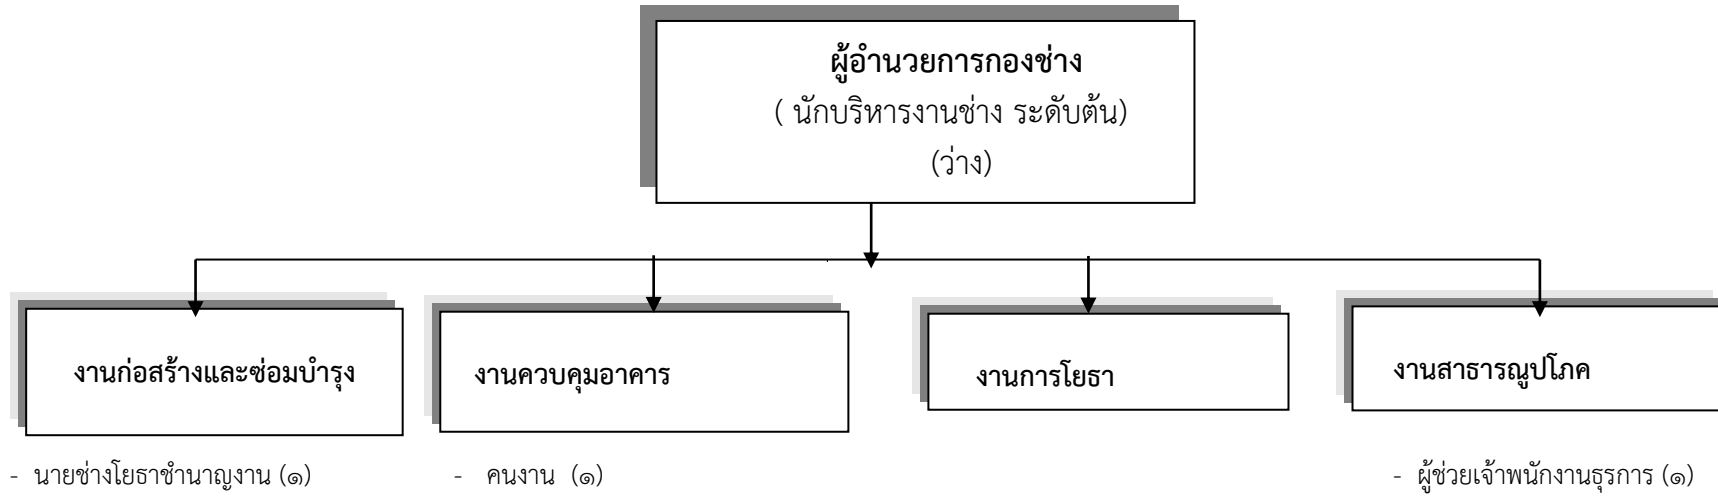 ผู้อำนวยการกองช่าง
( นักบริหารงานช่าง ระดับต้น)
(ว่าง)
งานก่อสร้างและซ่อมบำรุง
งานควบคุมอาคาร
งานการโยธา
งานสาธารณูปโภค
- นายช่างโยธาชำนาญงาน (๑)
- คนงาน (๑)
- ผู้ช่วยเจ้าพนักงานธุรการ (๑)